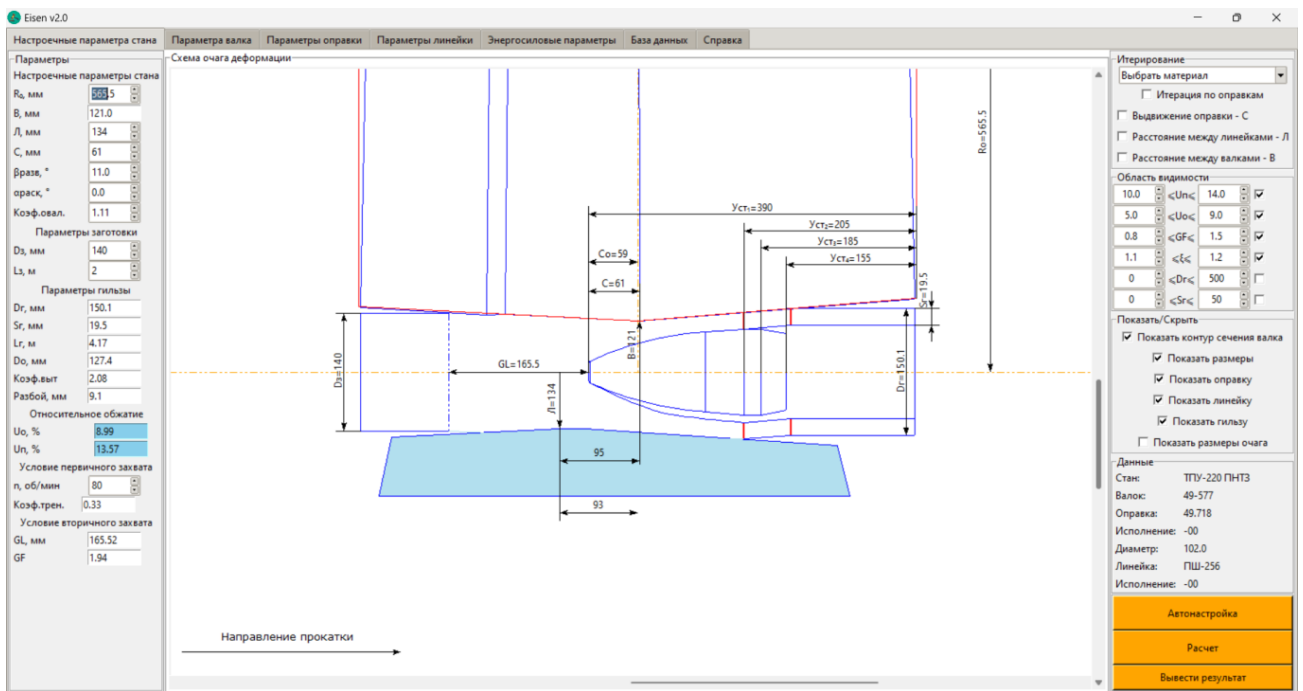 Eisen v2.0
Настроечные параметра стана Параметра валка Параметры оправки Параметры линейки Энергосиловые параметры База данных Справка
Параметры
Настроечные параметры стана
Rₒ, мм 565.5
B, мм 121.0
Л, мм 134
C, мм 61
βразв, ° 11.0
αраск, ° 0.0
Коэф.овал. 1.11
Параметры заготовки
Dз, мм 140
Lз, м 2
Параметры гильзы
Dг, мм 150.1
Sг, мм 19.5
Lг, м 4.17
Do, мм 127.4
Коэф.выт 2.08
Разбой, мм 9.1
Относительное обжатие
Uo, % 8.99
Uп, % 13.57
Условие первичного захвата
n, об/мин 80
Коэф.трен. 0.33
Условие вторичного захвата
GL, мм 165.52
GF 1.94
Схема очага деформации
Ro=565.5
Уст₁=390
Уст₂=205
Уст₃=185
Уст₄=155
Co=59
C=61
Sг=19.5
B=121
GL=165.5
Dз=140
Л=134
Dг=150.1
95
93
Направление прокатки
Итерирование
Выбрать материал
Итерация по оправкам
Выдвижение оправки - С
Расстояние между линейками - Л
Расстояние между валками - В
Область видимости
10.0 ⩽Uп⩽ 14.0
5.0 ⩽Uo⩽ 9.0
0.8 ⩽GF⩽ 1.5
1.1 ⩽ξ⩽ 1.2
0 ⩽Dг⩽ 500
0 ⩽Sг⩽ 50
Показать/Скрыть
Показать контур сечения валка
Показать размеры
Показать оправку
Показать линейку
Показать гильзу
Показать размеры очага
Данные
Стан: ТПУ-220 ПНТЗ
Валок: 49-577
Оправка: 49.718
Исполнение: -00
Диаметр: 102.0
Линейка: ПШ-256
Исполнение: -00
Автонастройка
Расчет
Вывести результат